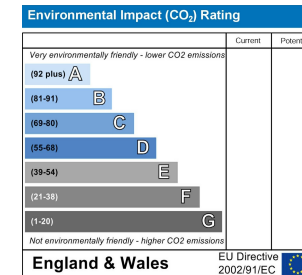 Environmental Impact (CO₂) Rating
Current Potent
Very environmentally friendly - lower CO2 emissions
(92 plus) A
(81-91) B
(69-80) C
(55-68) D
(39-54) E
(21-38) F
(1-20) G
Not environmentally friendly - higher CO2 emissions
England & Wales
EU Directive
2002/91/EC